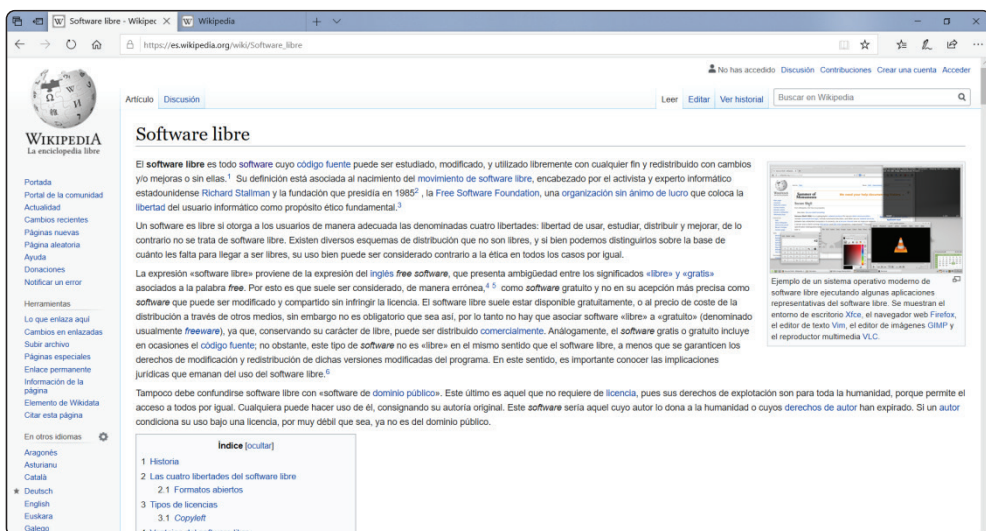 Software libre - Wikipec
Wikipedia
https://es.wikipedia.org/wiki/Software_libre
No has accedido Discusión Contribuciones Crear una cuenta Acceder
Artículo Discusión
Leer Editar Ver historial
Buscar en Wikipedia
WIKIPEDIA
La enciclopedia libre
Portada
Portal de la comunidad
Actualidad
Cambios recientes
Páginas nuevas
Página aleatoria
Ayuda
Donaciones
Notificar un error
Herramientas
Lo que enlaza aquí
Cambios en enlazadas
Subir archivo
Páginas especiales
Enlace permanente
Información de la
página
Elemento de Wikidata
Citar esta página
En otros idiomas
Aragonés
Asturianu
Català
Deutsch
English
Euskara
Galego
Software libre
El software libre es todo software cuyo código fuente puede ser estudiado, modificado, y utilizado libremente con cualquier fin y redistribuido con cambios
y/o mejoras o sin ellas.1 Su definición está asociada al nacimiento del movimiento de software libre, encabezado por el activista y experto informático
estadounidense Richard Stallman y la fundación que presidía en 19852 , la Free Software Foundation, una organización sin ánimo de lucro que coloca la
libertad del usuario informático como propósito ético fundamental.3
Un software es libre si otorga a los usuarios de manera adecuada las denominadas cuatro libertades: libertad de usar, estudiar, distribuir y mejorar, de lo
contrario no se trata de software libre. Existen diversos esquemas de distribución que no son libres, y si bien podemos distinguirlos sobre la base de
cuánto les falta para llegar a ser libres, su uso bien puede ser considerado contrario a la ética en todos los casos por igual.
La expresión «software libre» proviene de la expresión del inglés free software, que presenta ambigüedad entre los significados «libre» y «gratis»
asociados a la palabra free. Por esto es que suele ser considerado, de manera errónea,4 5 como software gratuito y no en su acepción más precisa como
software que puede ser modificado y compartido sin infringir la licencia. El software libre suele estar disponible gratuitamente, o al precio de coste de la
distribución a través de otros medios, sin embargo no es obligatorio que sea así, por lo tanto no hay que asociar «software libre» a «gratuito» (denominado
usualmente freeware), ya que, conservando su carácter de libre, puede ser distribuido comercialmente. Análogamente, el software gratis o gratuito incluye
en ocasiones el código fuente; no obstante, este tipo de software no es «libre» en el mismo sentido que el software libre, a menos que se garanticen los
derechos de modificación y redistribución de dichas versiones modificadas del programa. En este sentido, es importante conocer las implicaciones
jurídicas que emanan del uso del software libre.6
Tampoco debe confundirse software libre con «software de dominio público». Este último es aquel que no requiere de licencia, pues sus derechos de explotación son para toda la humanidad, porque permite el
acceso a todos por igual. Cualquiera puede hacer uso de él, consignando su autoría original. Este software sería aquel cuyo autor lo dona a la humanidad o cuyos derechos de autor han expirado. Si un autor
condiciona su uso bajo una licencia, por muy débil que sea, ya no es del dominio público.
Ejemplo de un sistema operativo moderno de
software libre ejecutando algunas aplicaciones
representativas del software libre. Se muestran el
entorno de escritorio Xfce, el navegador web Firefox,
el editor de texto Vim, el editor de imágenes GIMP y
el reproductor multimedia VLC.
Índice [ocultar]
1 Historia
2 Las cuatro libertades del software libre
2.1 Formatos abiertos
3 Tipos de licencias
3.1 Copyleft